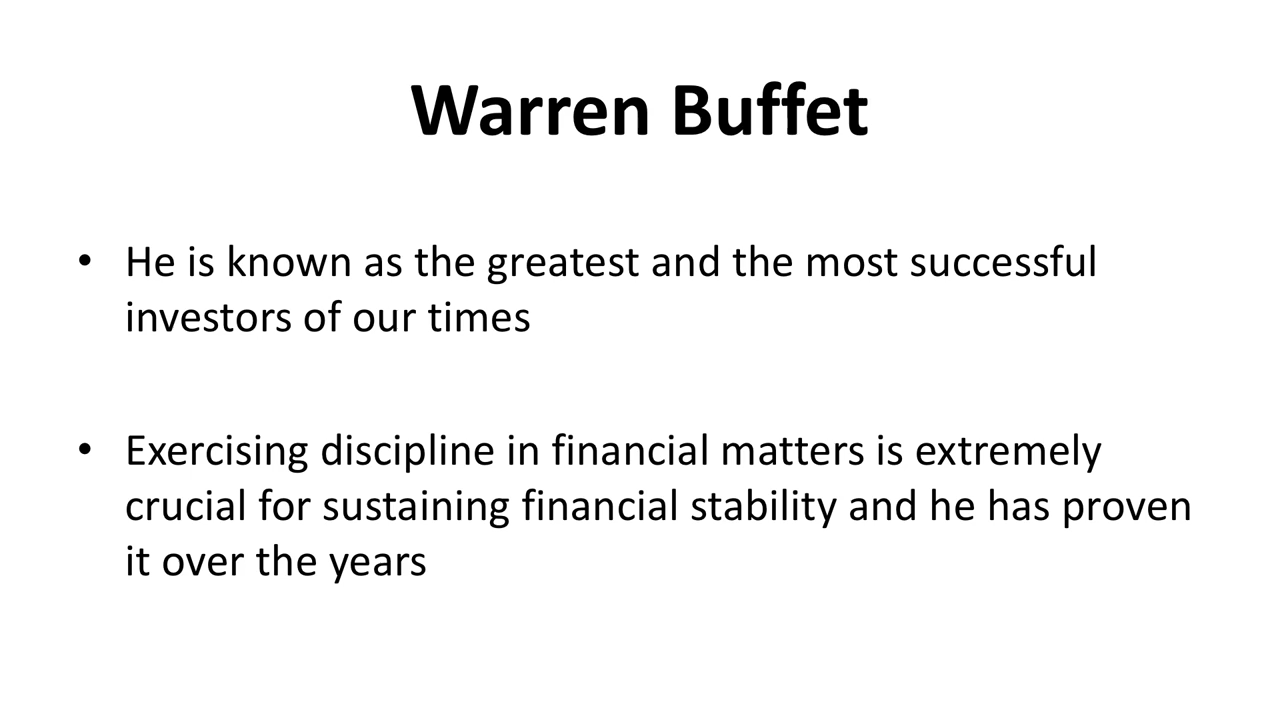 Warren Buffet
• He is known as the greatest and the most successful
investors of our times
• Exercising discipline in financial matters is extremely
crucial for sustaining financial stability and he has proven
it over the years